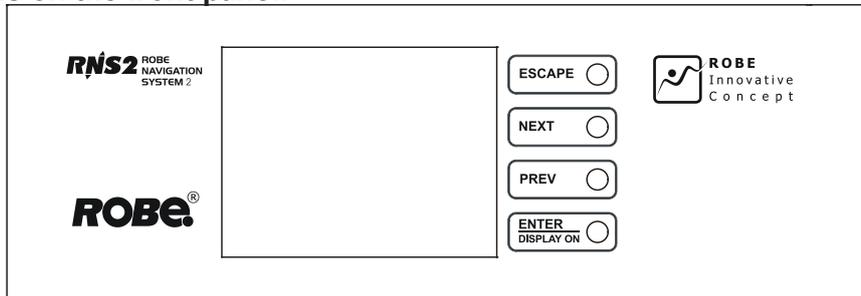 RNS2 ROBE
NAVIGATION
SYSTEM 2
ROBE®
ESCAPE
NEXT
PREV
ENTER
DISPLAY ON
ROBE
Innovative
Concept